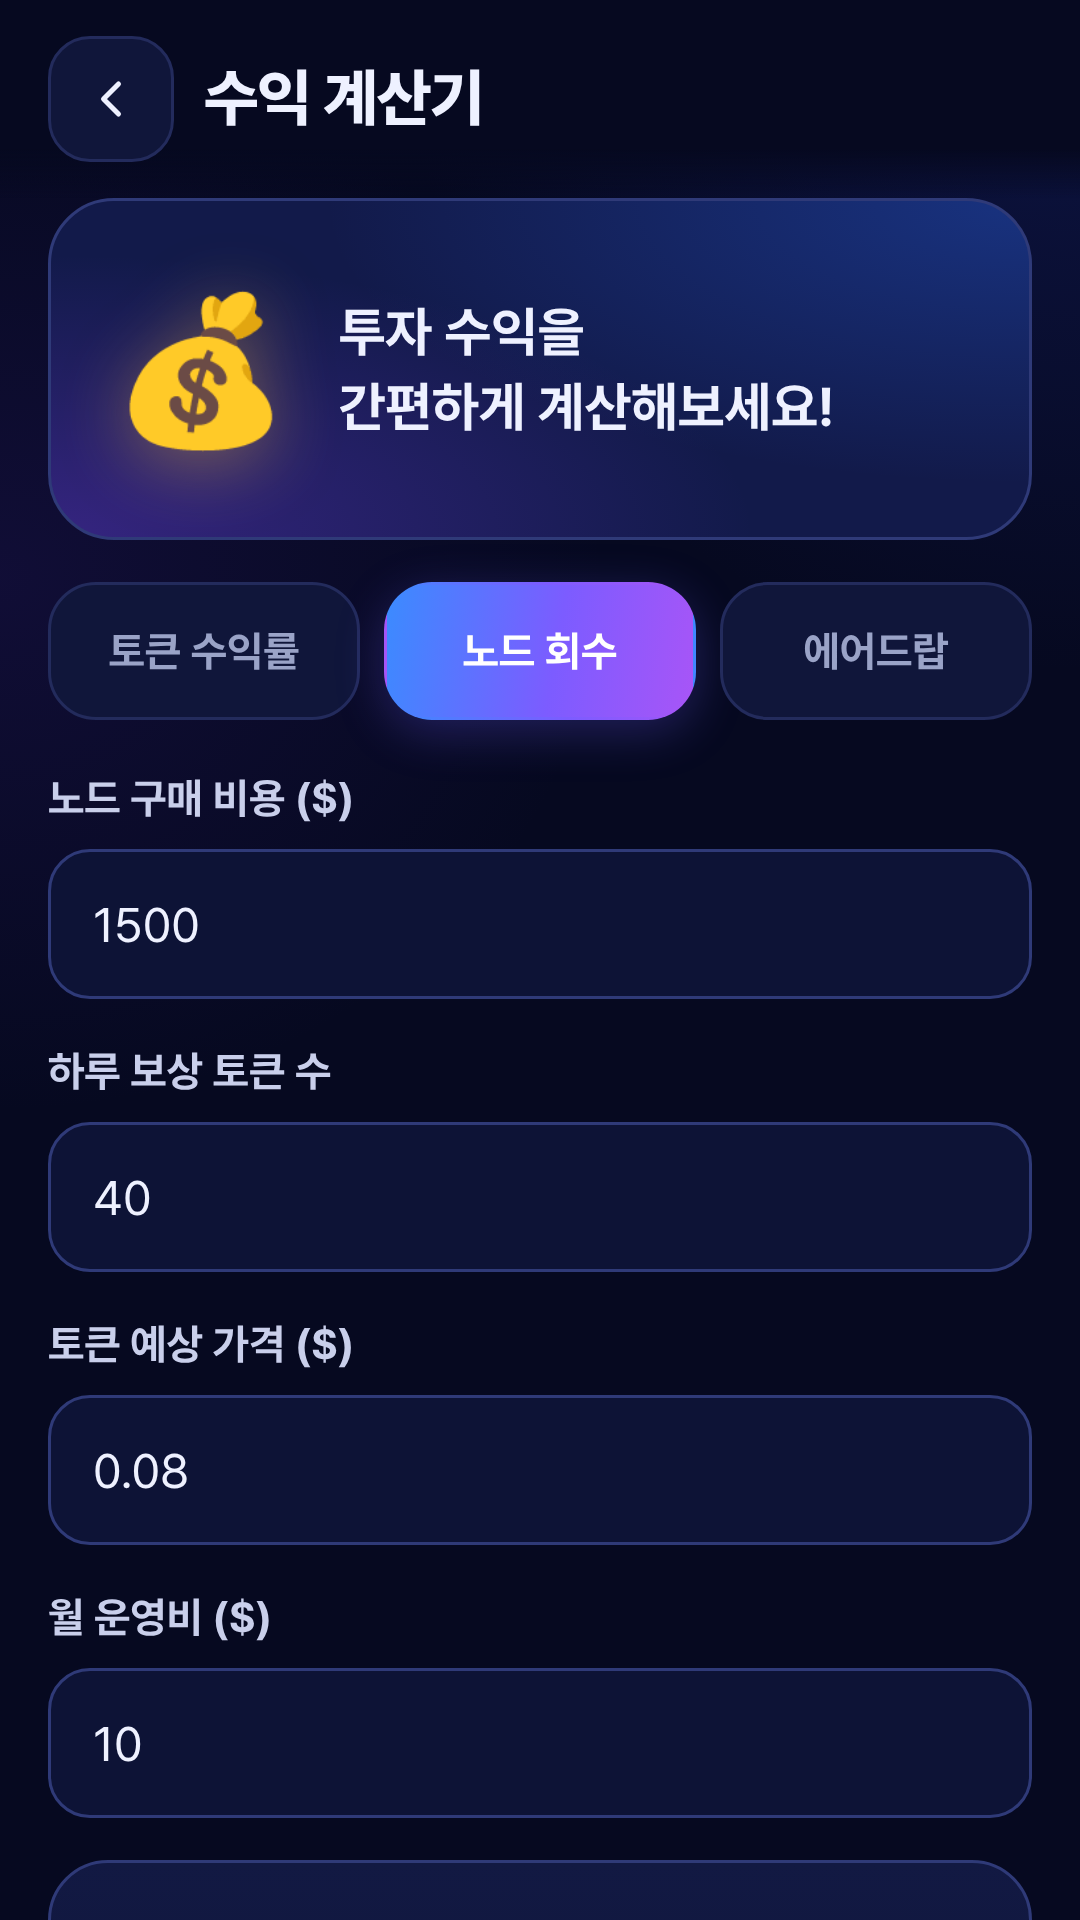 수익 계산기
투자 수익을
간편하게 계산해보세요!
토큰 수익률
노드 회수
에어드랍
노드 구매 비용 ($)
1500
하루 보상 토큰 수
40
토큰 예상 가격 ($)
0.08
월 운영비 ($)
10